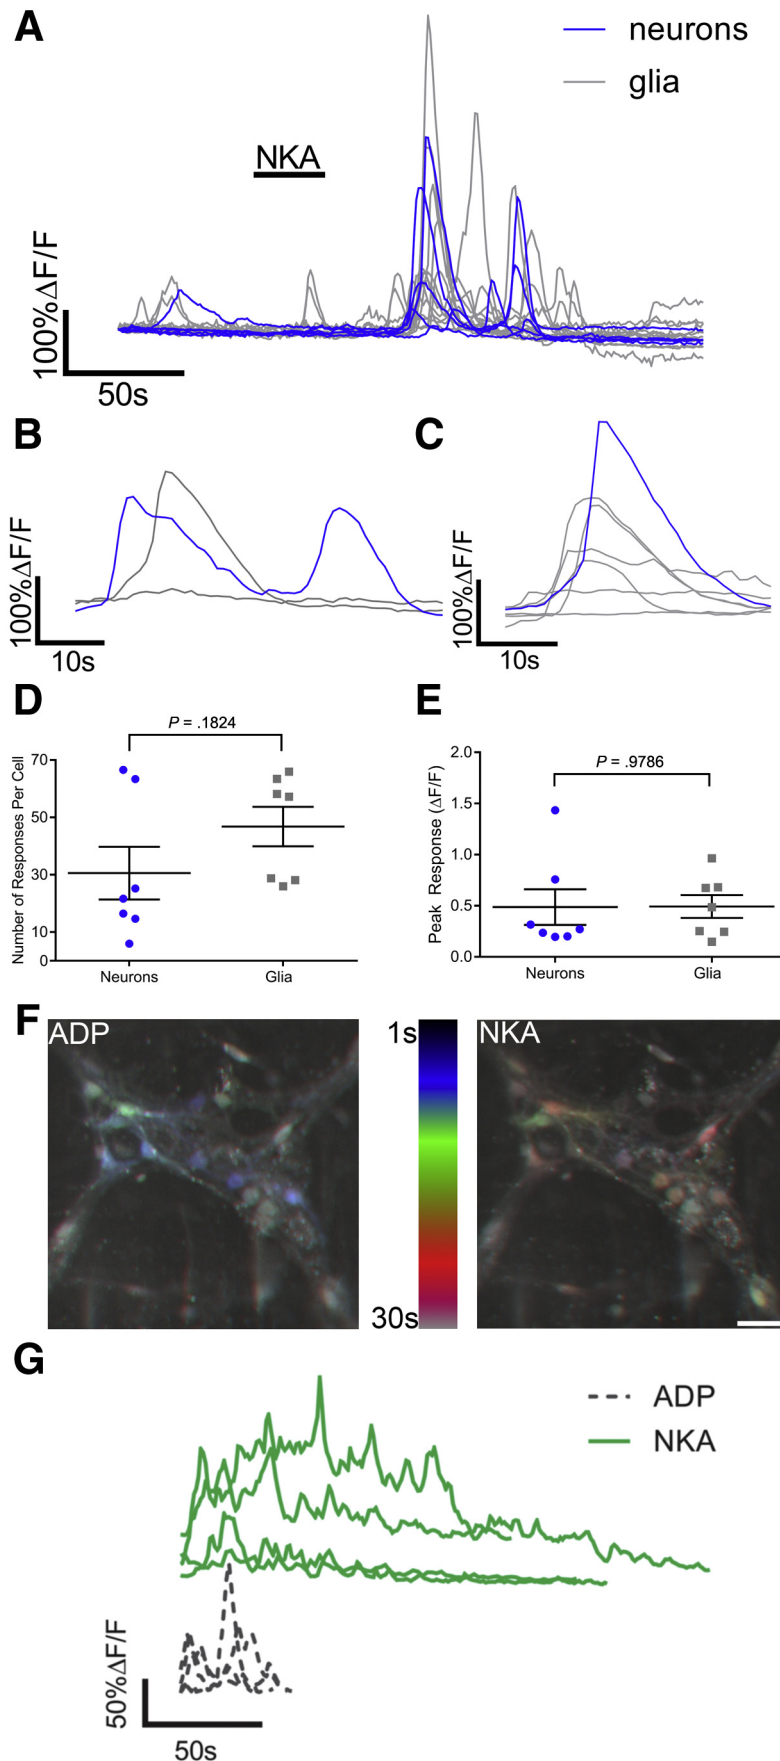 A
neurons
glia
NKA
100%ΔF/F
50s
B
C
100%ΔF/F
10s
100%ΔF/F
10s
D
E
P = .1824
Number of Responses Per Cell
70
50
30
10
0
Neurons
Glia
P = .9786
Peak Response (ΔF/F)
2.0
1.5
1.0
0.5
0.0
Neurons
Glia
F
ADP
1s
30s
NKA
G
ADP
NKA
50%ΔF/F
50s